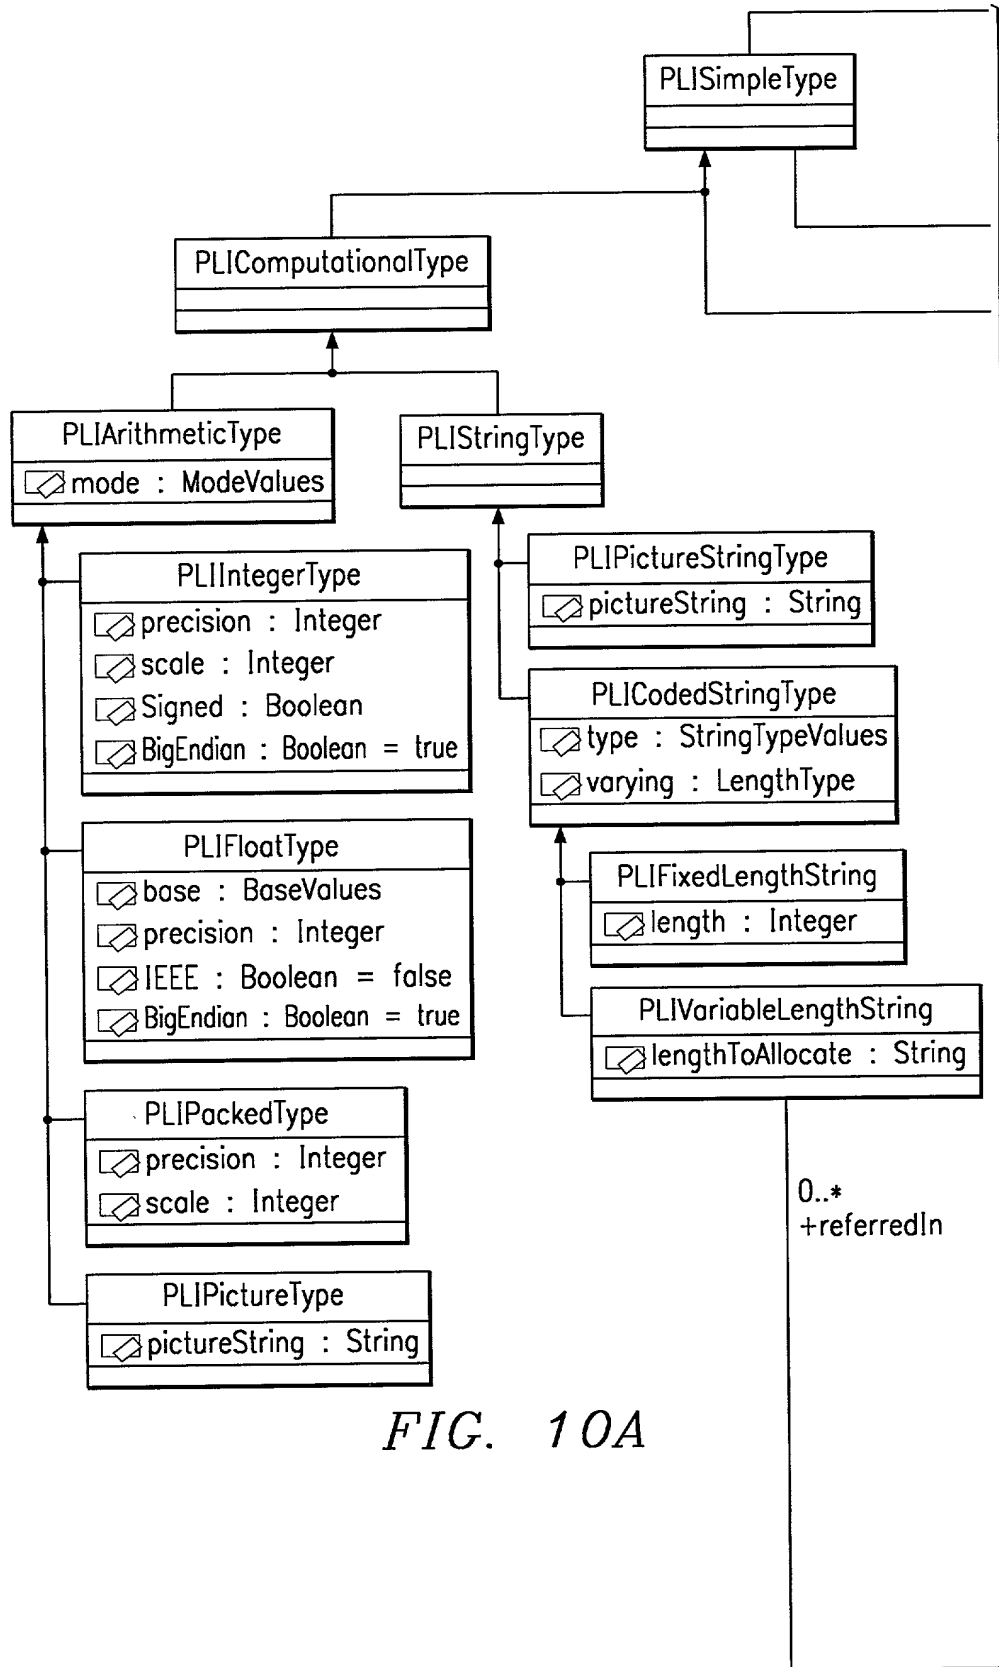 PLISimpleType
PLIComputationalType
PLIArithmeticType
mode : ModeValues
PLIStringType
PLIIntegerType
precision : Integer
scale : Integer
Signed : Boolean
BigEndian : Boolean = true
PLIPictureStringType
pictureString : String
PLICodedStringType
type : StringTypeValues
varying : LengthType
PLIFloatType
base : BaseValues
precision : Integer
IEEE : Boolean = false
BigEndian : Boolean = true
PLIFixedLengthString
length : Integer
PLIVariableLengthString
lengthToAllocate : String
PLIPackedType
precision : Integer
scale : Integer
0..*
+referredIn
PLIPictureType
pictureString : String
FIG. 10A